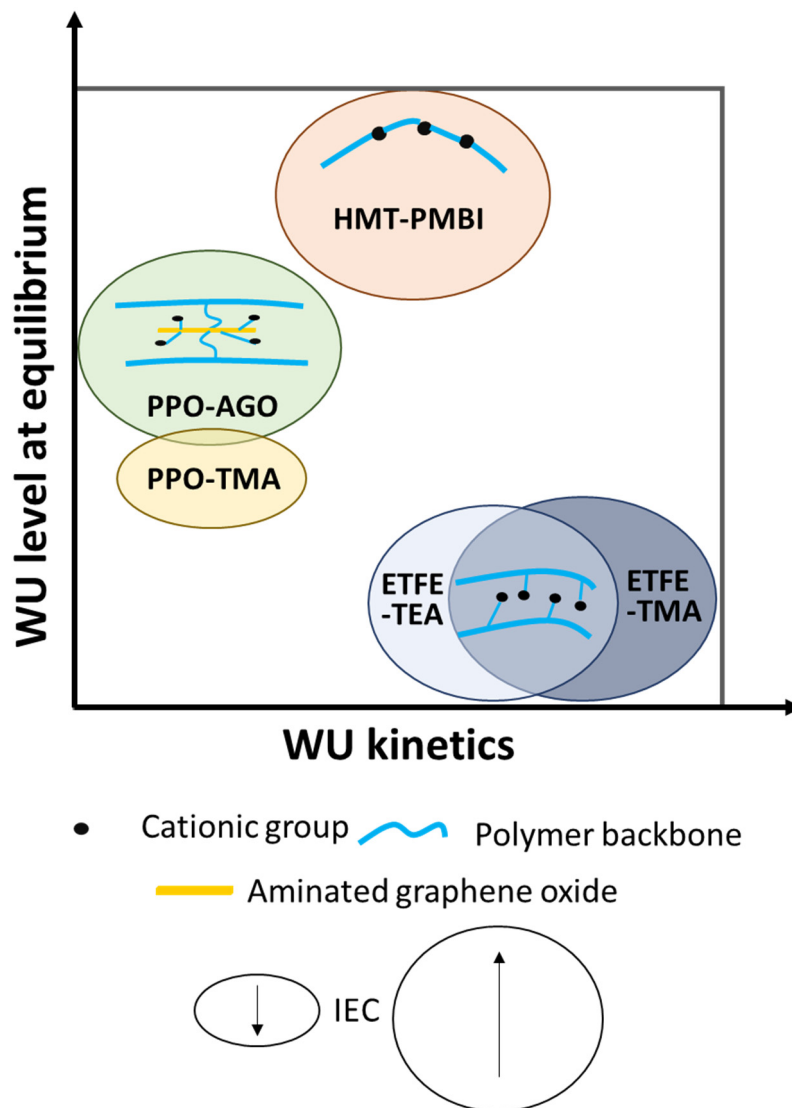 WU level at equilibrium
HMT-PMBI
PPO-AGO
PPO-TMA
ETFE
-TEA
ETFE
-TMA
WU kinetics
Cationic group
Polymer backbone
Aminated graphene oxide
IEC